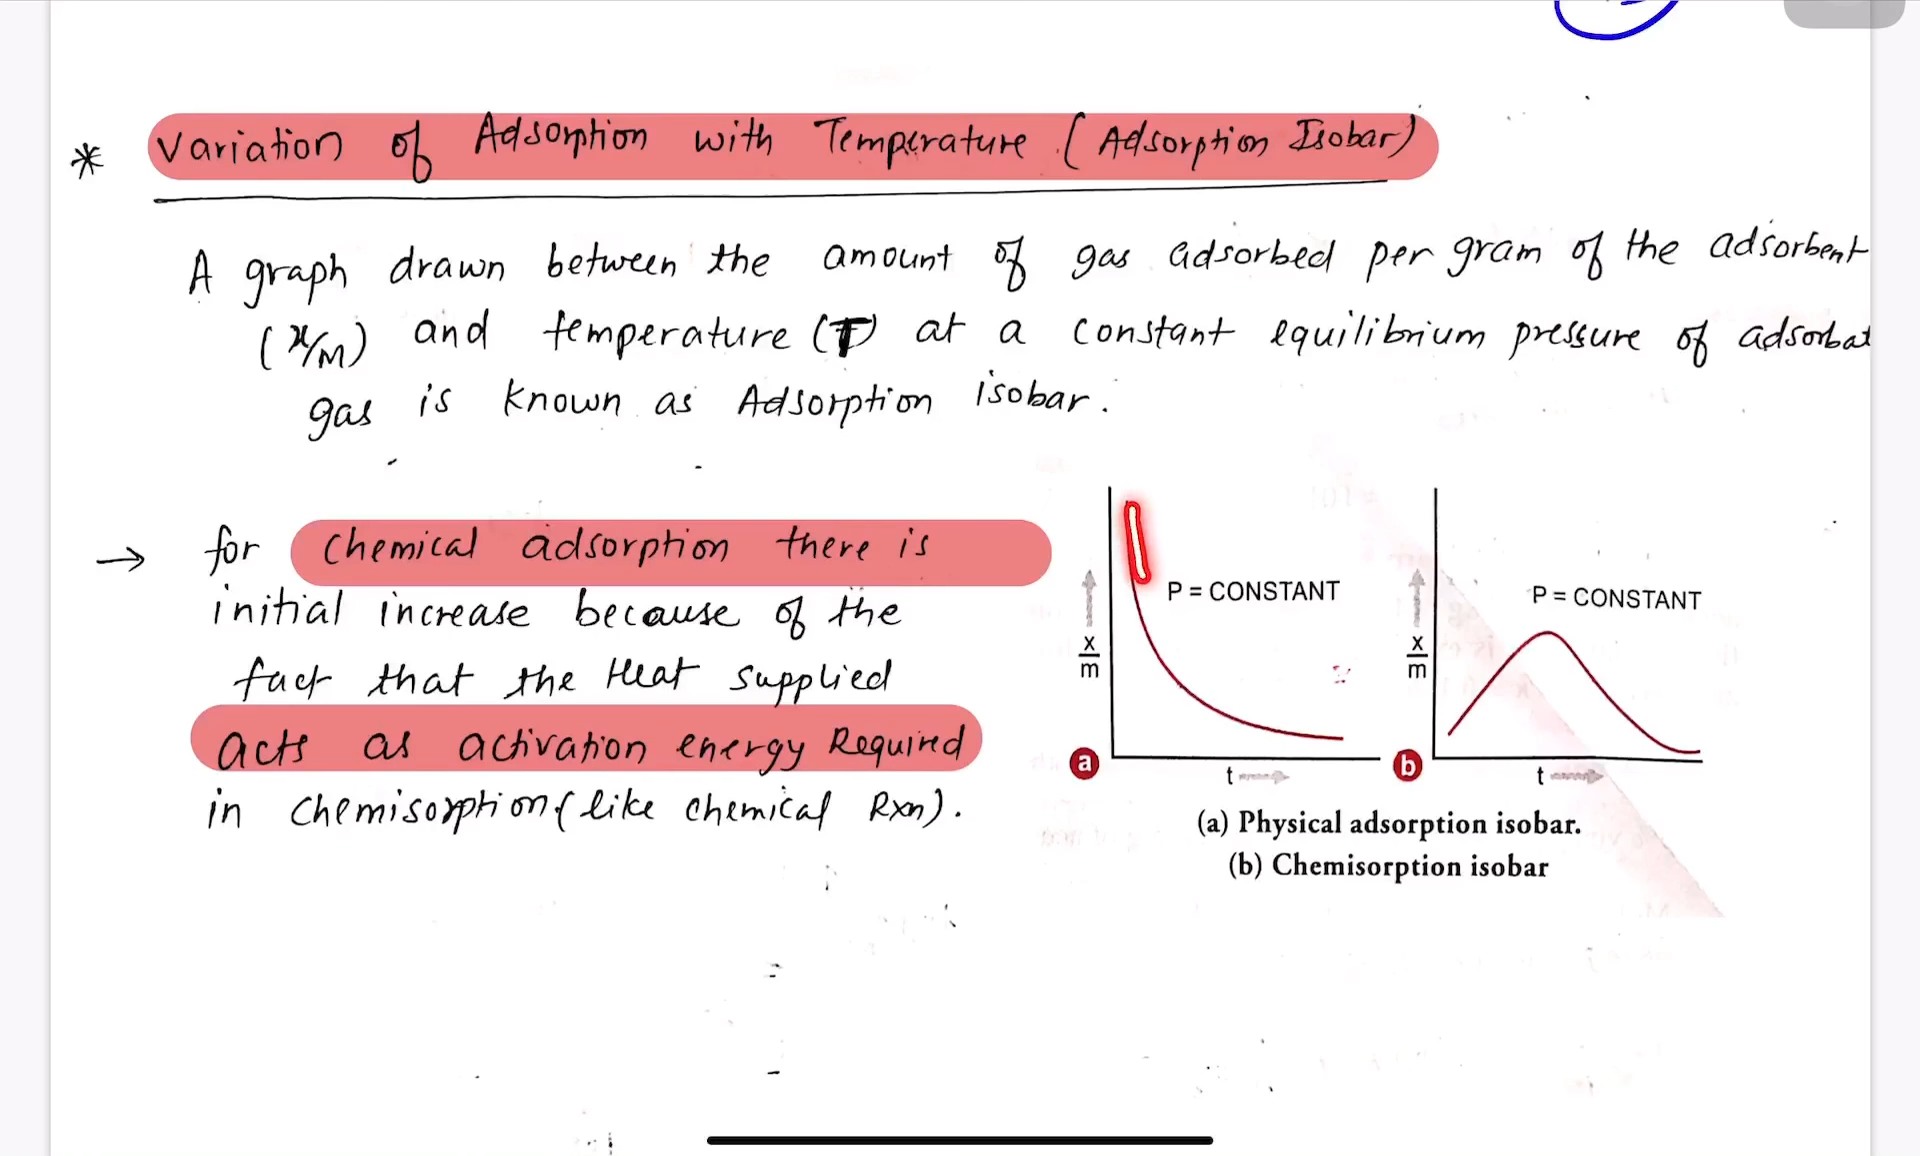 * Variation of Adsorption with Temperature (Adsorption Isobar)
A graph drawn between the amount of gas adsorbed per gram of the adsorbent
(x/M) and temperature (T) at a constant equilibrium pressure of adsorbat
gas is known as Adsorption isobar.
→ for chemical adsorption there is
initial increase because of the
fact that the Heat supplied
acts as activation energy Required
in chemisorption (like chemical Rxn).
P = CONSTANT
x
m
a
t
P = CONSTANT
x
m
b
t
(a) Physical adsorption isobar.
(b) Chemisorption isobar